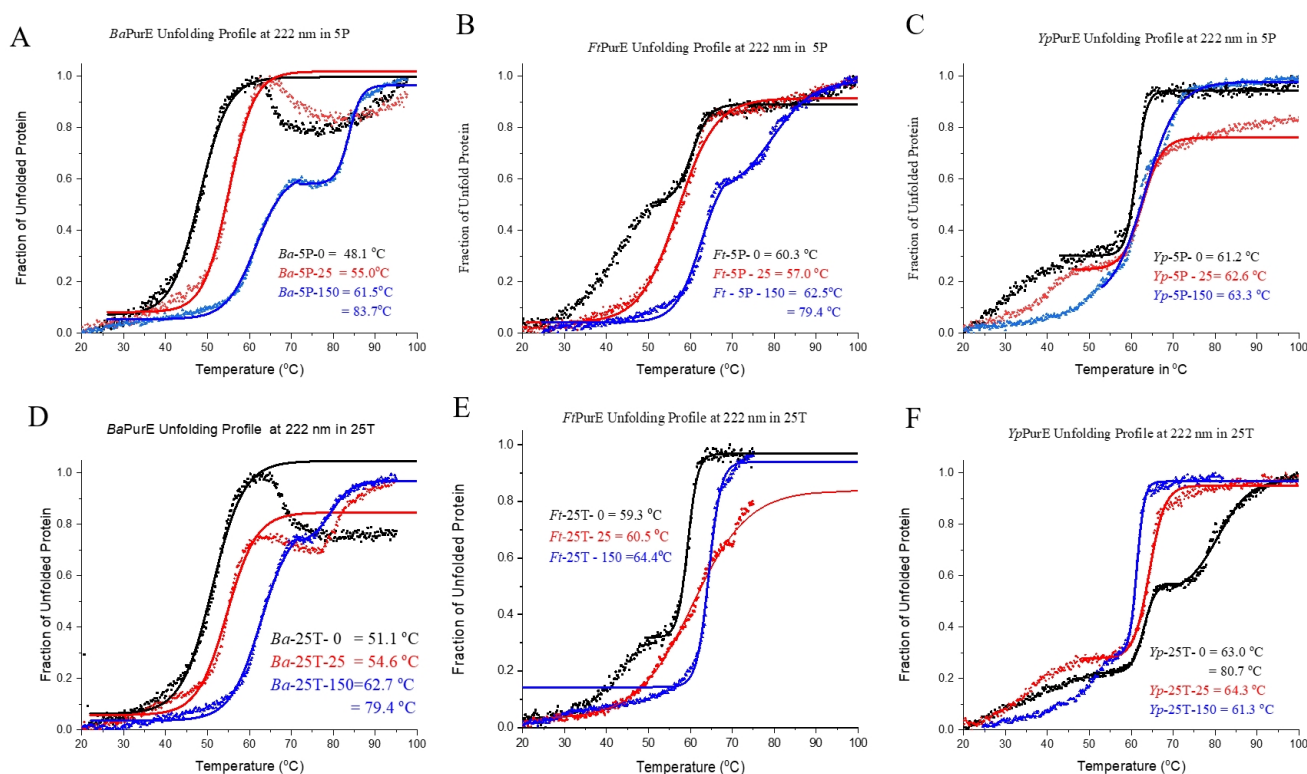 A
BaPurE Unfolding Profile at 222 nm in 5P
Fraction of Unfolded Protein
1.0
0.8
0.6
0.4
0.2
0.0
Ba-5P-0 = 48.1 °C
Ba-5P-25 = 55.0°C
Ba-5P-150 = 61.5°C
= 83.7°C
20 30 40 50 60 70 80 90 100
Temperature (°C)
B
FtPurE Unfolding Profile at 222 nm in 5P
Fraction of Unfold Protein
1.0
0.8
0.6
0.4
0.2
0.0
Ft-5P- 0 = 60.3 °C
Ft-5P - 25 = 57.0 °C
Ft - 5P - 150 = 62.5°C
= 79.4 °C
20 30 40 50 60 70 80 90 100
Temperature (°C)
C
YpPurE Unfolding Profile at 222 nm in 5P
Fraction of Unfolded Protein
1.0
0.8
0.6
0.4
0.2
0.0
Yp-5P- 0 = 61.2 °C
Yp-5P - 25= 62.6 °C
Yp-5P-150 = 63.3 °C
20 30 40 50 60 70 80 90 100
Temperature in °C
D
BaPurE Unfolding Profile at 222 nm in 25T
Fraction of Unfolded Protein
1.0
0.8
0.6
0.4
0.2
0.0
Ba-25T- 0 = 51.1 °C
Ba-25T-25 = 54.6 °C
Ba-25T-150=62.7 °C
= 79.4 °C
20 30 40 50 60 70 80 90 100
Temperature (°C)
E
FtPurE Unfolding Profile at 222 nm in 25T
Fraction of Unfolded Protein
1.0
0.8
0.6
0.4
0.2
0.0
Ft-25T- 0 = 59.3 °C
Ft-25T- 25 = 60.5 °C
Ft-25T - 150 =64.4°C
20 30 40 50 60 70 80 90 100
Temperature (°C)
F
YpPurE Unfolding Profile at 222 nm in 25T
Fraction of Unfolded Protein
1.0
0.8
0.6
0.4
0.2
0.0
Yp-25T- 0 = 63.0 °C
= 80.7 °C
Yp-25T-25 = 64.3 °C
Yp-25T-150 = 61.3 °C
20 30 40 50 60 70 80 90 100
Temperature (°C)